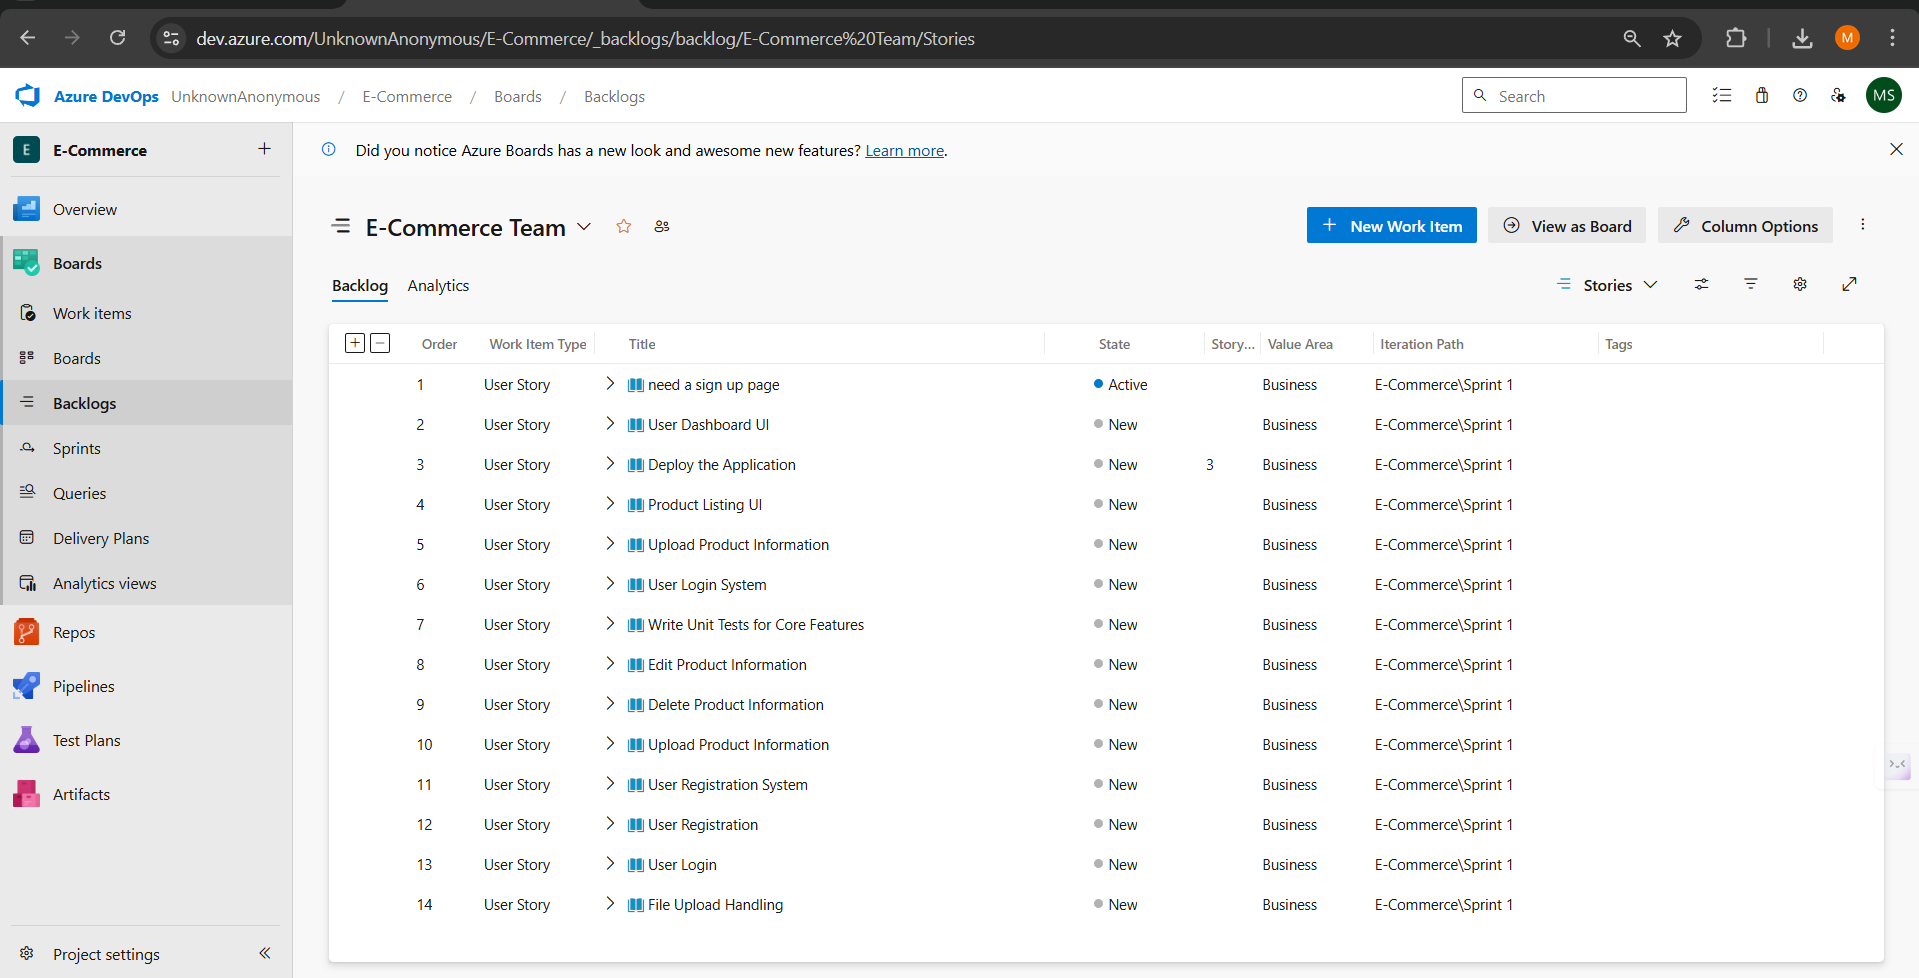 dev.azure.com/UnknownAnonymous/E-Commerce/_backlogs/backlog/E-Commerce%20Team/Stories
M
Azure DevOps UnknownAnonymous / E-Commerce / Boards / Backlogs
Search
MS
E E-Commerce
Did you notice Azure Boards has a new look and awesome new features? Learn more.
Overview
Boards
Work items
Boards
Backlogs
Sprints
Queries
Delivery Plans
Analytics views
Repos
Pipelines
Test Plans
Artifacts
Project settings
E-Commerce Team
New Work Item View as Board Column Options
Backlog Analytics
Stories
Order Work Item Type Title State Story... Value Area Iteration Path Tags
1 User Story need a sign up page Active Business E-Commerce\Sprint 1
2 User Story User Dashboard UI New Business E-Commerce\Sprint 1
3 User Story Deploy the Application New 3 Business E-Commerce\Sprint 1
4 User Story Product Listing UI New Business E-Commerce\Sprint 1
5 User Story Upload Product Information New Business E-Commerce\Sprint 1
6 User Story User Login System New Business E-Commerce\Sprint 1
7 User Story Write Unit Tests for Core Features New Business E-Commerce\Sprint 1
8 User Story Edit Product Information New Business E-Commerce\Sprint 1
9 User Story Delete Product Information New Business E-Commerce\Sprint 1
10 User Story Upload Product Information New Business E-Commerce\Sprint 1
11 User Story User Registration System New Business E-Commerce\Sprint 1
12 User Story User Registration New Business E-Commerce\Sprint 1
13 User Story User Login New Business E-Commerce\Sprint 1
14 User Story File Upload Handling New Business E-Commerce\Sprint 1